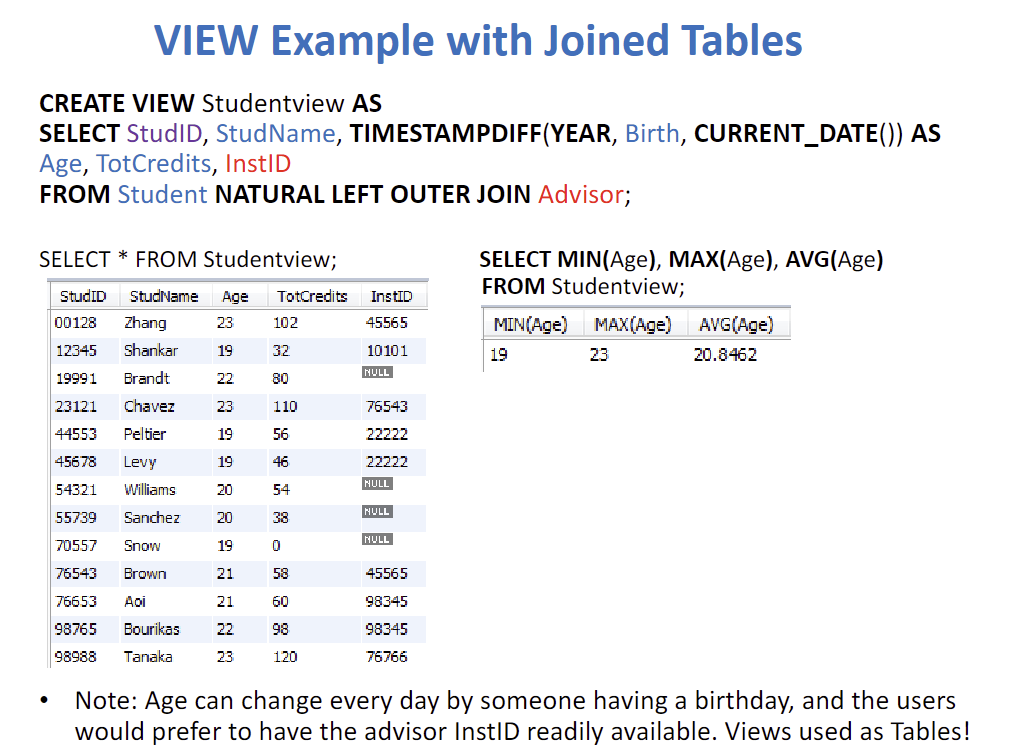 VIEW Example with Joined Tables
CREATE VIEW Studentview AS
SELECT StudID, StudName, TIMESTAMPDIFF(YEAR, Birth, CURRENT_DATE()) AS
Age, TotCredits, InstID
FROM Student NATURAL LEFT OUTER JOIN Advisor;
SELECT * FROM Studentview;
StudID StudName Age TotCredits InstID
00128 Zhang 23 102 45565
12345 Shankar 19 32 10101
19991 Brandt 22 80 NULL
23121 Chavez 23 110 76543
44553 Peltier 19 56 22222
45678 Levy 19 46 22222
54321 Williams 20 54 NULL
55739 Sanchez 20 38 NULL
70557 Snow 19 0 NULL
76543 Brown 21 58 45565
76653 Aoi 21 60 98345
98765 Bourikas 22 98 98345
98988 Tanaka 23 120 76766
SELECT MIN(Age), MAX(Age), AVG(Age)
FROM Studentview;
MIN(Age) MAX(Age) AVG(Age)
19 23 20.8462
• Note: Age can change every day by someone having a birthday, and the users
would prefer to have the advisor InstID readily available. Views used as Tables!